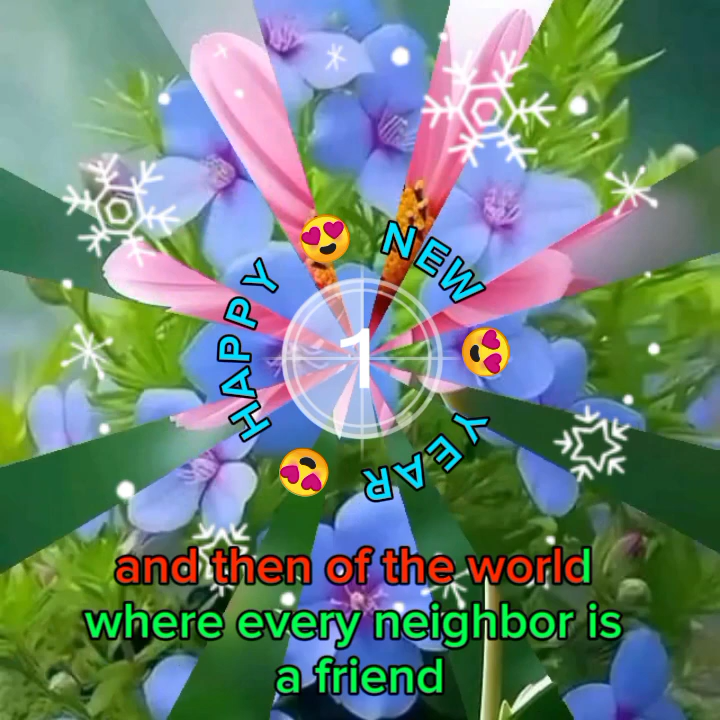 HAPPY NEW YEAR
1
and then of the world
where every neighbor is
a friend